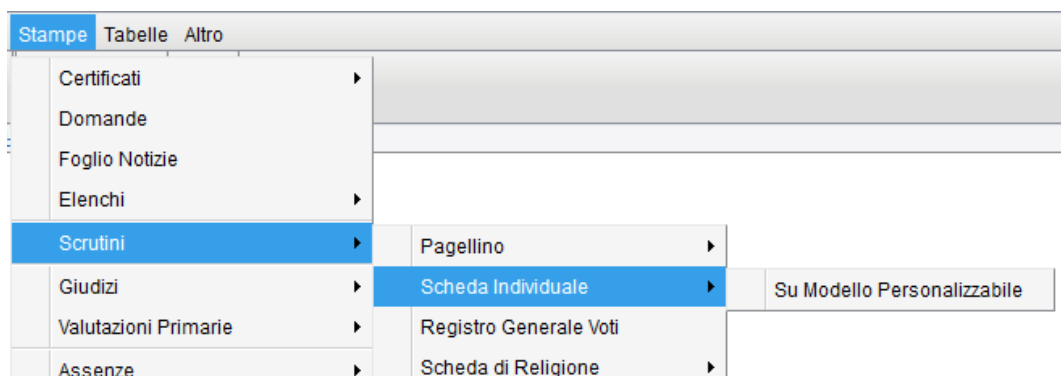 Stampe Tabelle Altro
Certificati
Domande
Foglio Notizie
Elenchi
Scrutini
Giudizi
Valutazioni Primarie
Assenze
Pagellino
Scheda Individuale
Registro Generale Voti
Scheda di Religione
Su Modello Personalizzabile